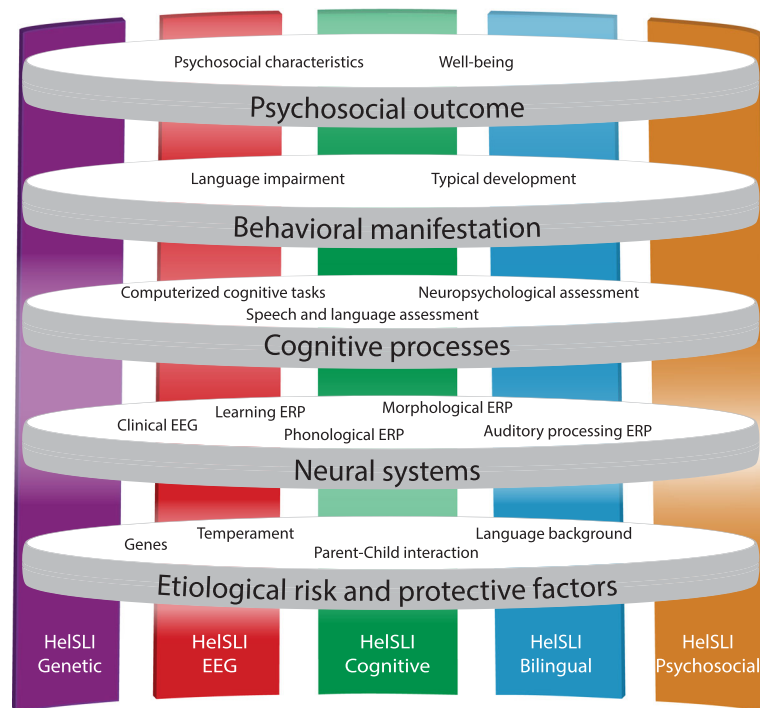 Psychosocial characteristics Well-being
Psychosocial outcome
Language impairment Typical development
Behavioral manifestation
Computerized cognitive tasks Neuropsychological assessment
Speech and language assessment
Cognitive processes
Learning ERP Morphological ERP
Clinical EEG Phonological ERP Auditory processing ERP
Neural systems
Genes Temperament Language background
Parent-Child interaction
Etiological risk and protective factors
HelSLI
Genetic
HelSLI
EEG
HelSLI
Cognitive
HelSLI
Bilingual
HelSLI
Psychosocial